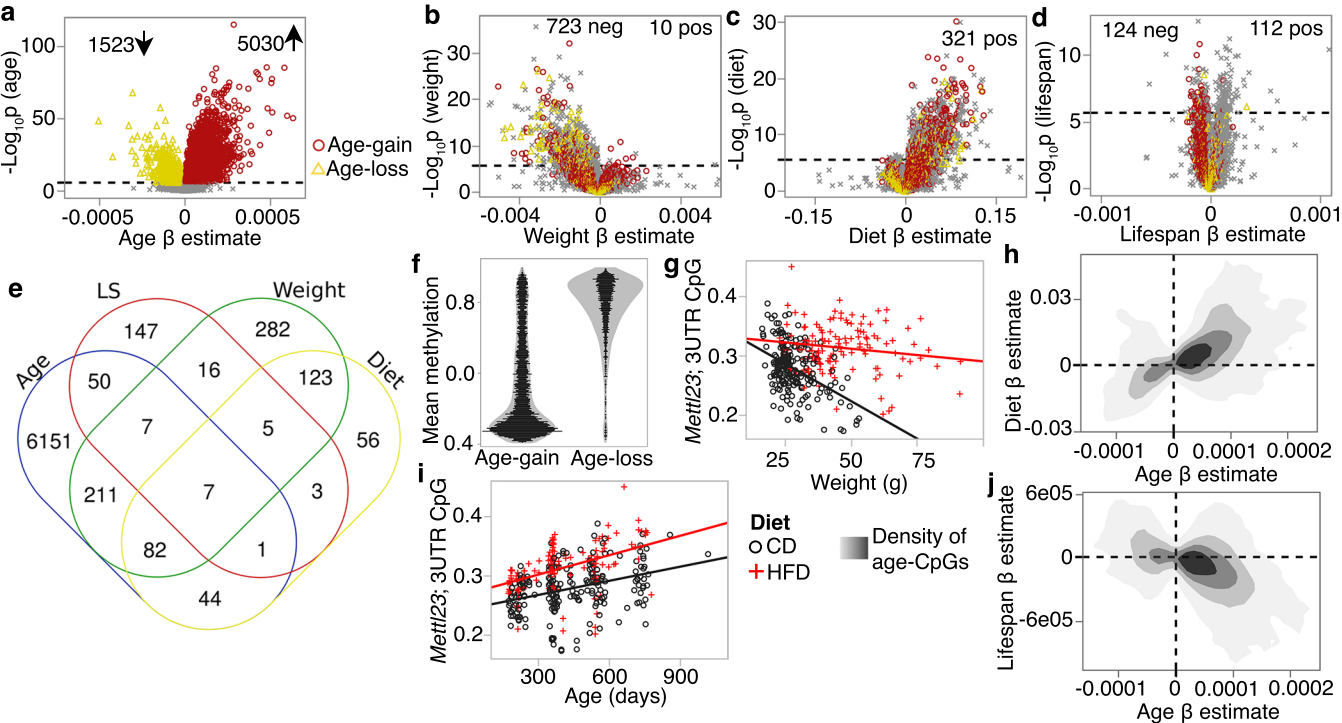 a
-Log10p (age)
100
50
0
1523
5030
-0.0005
0
0.0005
Age β estimate
Age-gain
Age-loss
b
-Log10p (weight)
30
20
10
0
723 neg
10 pos
-0.004
0
0.004
Weight β estimate
c
-Log10p (diet)
30
20
10
0
321 pos
-0.15
0
0.15
Diet β estimate
d
-Log10p (lifespan)
10
5
0
124 neg
112 pos
-0.001
0
0.001
Lifespan β estimate
e
LS
Weight
Age
Diet
147
282
50
16
123
6151
7
5
56
211
7
3
82
1
44
f
Mean methylation
0.8
0.0
0.4
Age-gain
Age-loss
g
Mettl23; 3UTR CpG
0.4
0.3
0.2
25
50
75
Weight (g)
h
Diet β estimate
0.03
0
-0.03
-0.0001
0
0.0001
0.0002
Age β estimate
i
Mettl23; 3UTR CpG
0.4
0.3
0.2
300
600
900
Age (days)
Diet
CD
HFD
Density of
age-CpGs
j
Lifespan β estimate
6e05
0
-6e05
-0.0001
0
0.0001
0.0002
Age β estimate